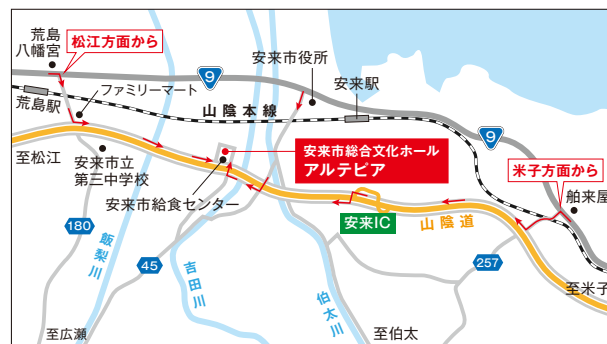 荒島
八幡宮
松江方面から
9
安来市役所
安来駅
荒島駅
ファミリーマート
山陰本線
9
至松江
安来市立
第三中学校
安来市総合文化ホール
アルテピア
米子方面から
安来市給食センター
舶来屋
安来IC
山陰道
180
飯梨川
45
吉田川
257
伯太川
至米子
至広瀬
至伯太